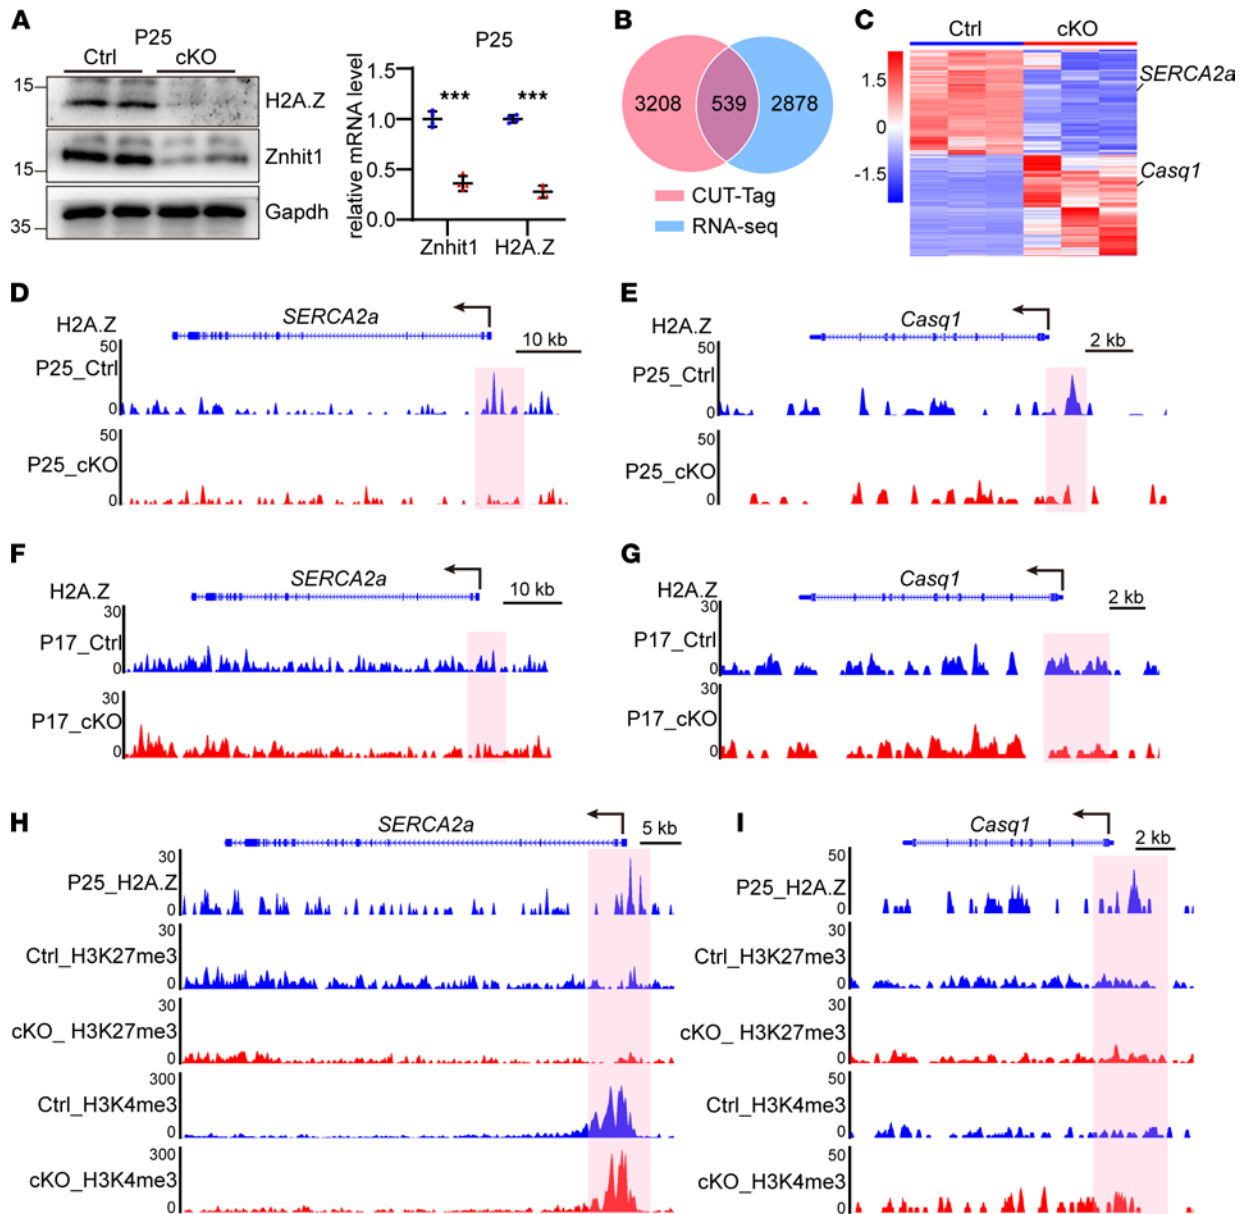 A
P25
Ctrl cKO
15
H2A.Z
15
Znhit1
35
Gapdh
P25
relative mRNA level
1.5
1.0
0.5
0.0
*** ***
Znhit1 H2A.Z
B
3208 539 2878
CUT-Tag
RNA-seq
C
Ctrl cKO
1.5
0
-1.5
SERCA2a
Casq1
D
H2A.Z
SERCA2a
10 kb
50
P25_Ctrl
0
50
P25_cKO
0
E
H2A.Z
Casq1
2 kb
50
P25_Ctrl
0
50
P25_cKO
0
F
H2A.Z
SERCA2a
10 kb
30
P17_Ctrl
0
30
P17_cKO
0
G
H2A.Z
Casq1
2 kb
30
P17_Ctrl
0
30
P17_cKO
0
H
SERCA2a
5 kb
30
P25_H2A.Z
0
30
Ctrl_H3K27me3
0
30
cKO_ H3K27me3
0
300
Ctrl_H3K4me3
0
300
cKO_H3K4me3
0
I
Casq1
2 kb
50
P25_H2A.Z
0
30
Ctrl_H3K27me3
0
30
cKO_ H3K27me3
0
50
Ctrl_H3K4me3
0
50
cKO_H3K4me3
0